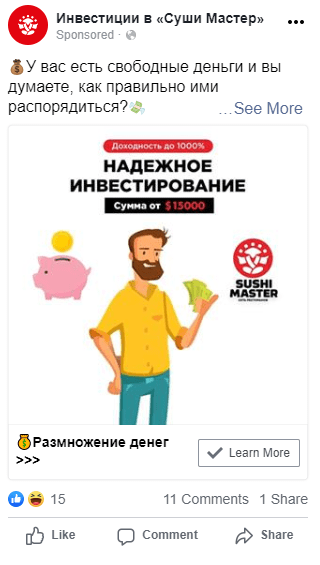 Инвестиции в «Суши Мастер»
Sponsored ·
У вас есть свободные деньги и вы
думаете, как правильно ими
распорядиться? ...See More
Доходность до 1000%
НАДЕЖНОЕ
ИНВЕСТИРОВАНИЕ
Сумма от $15000
SUSHI
MASTER
Размножение денег
>>>
Learn More
15
11 Comments 1 Share
Like Comment Share